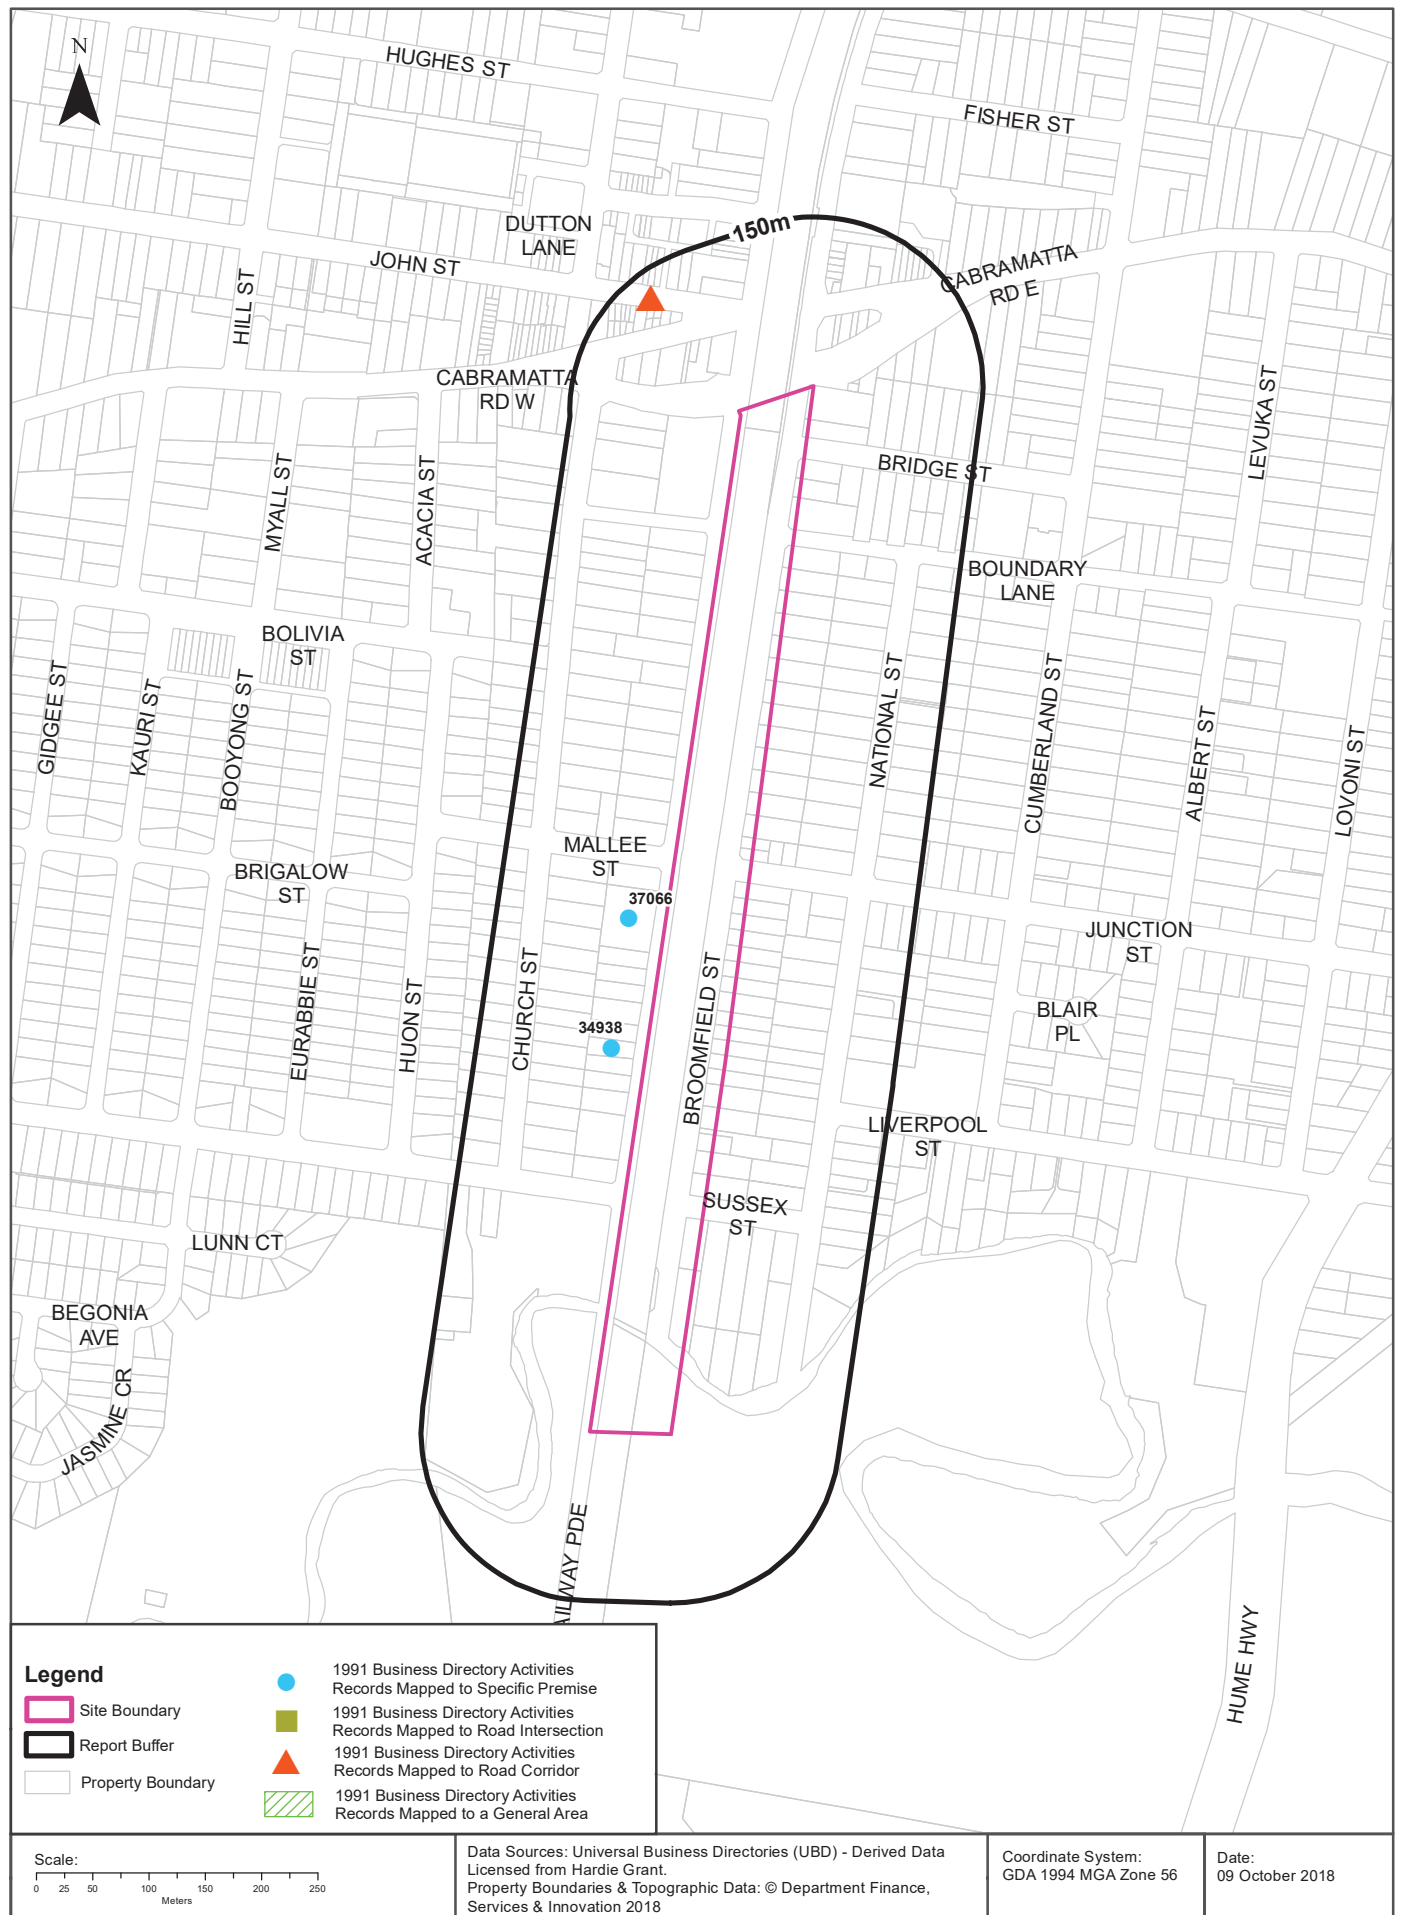 N
HUGHES ST
FISHER ST
DUTTON
LANE
150m
JOHN ST
CABRAMATTA
RD E
HILL ST
CABRAMATTA
RD W
LEVUKA ST
BRIDGE ST
MYALL ST
ACACIA ST
BOUNDARY
LANE
BOLIVIA
ST
GIDGEE ST
KAURI ST
BOOYONG ST
NATIONAL ST
CUMBERLAND ST
ALBERT ST
LOVONI ST
MALLEE
ST
BRIGALOW
ST
37066
JUNCTION
ST
EURABBIE ST
HUON ST
CHURCH ST
BROOMFIELD ST
BLAIR
PL
34938
LIVERPOOL
ST
SUSSEX
ST
LUNN CT
BEGONIA
AVE
JASMINE CR
AILWAY PDE
HUME HWY
Legend
Site Boundary
Report Buffer
Property Boundary
1991 Business Directory Activities
Records Mapped to Specific Premise
1991 Business Directory Activities
Records Mapped to Road Intersection
1991 Business Directory Activities
Records Mapped to Road Corridor
1991 Business Directory Activities
Records Mapped to a General Area
Scale:
0 25 50 100 150 200 250
Meters
Data Sources: Universal Business Directories (UBD) - Derived Data
Licensed from Hardie Grant.
Property Boundaries & Topographic Data: © Department Finance,
Services & Innovation 2018
Coordinate System:
GDA 1994 MGA Zone 56
Date:
09 October 2018